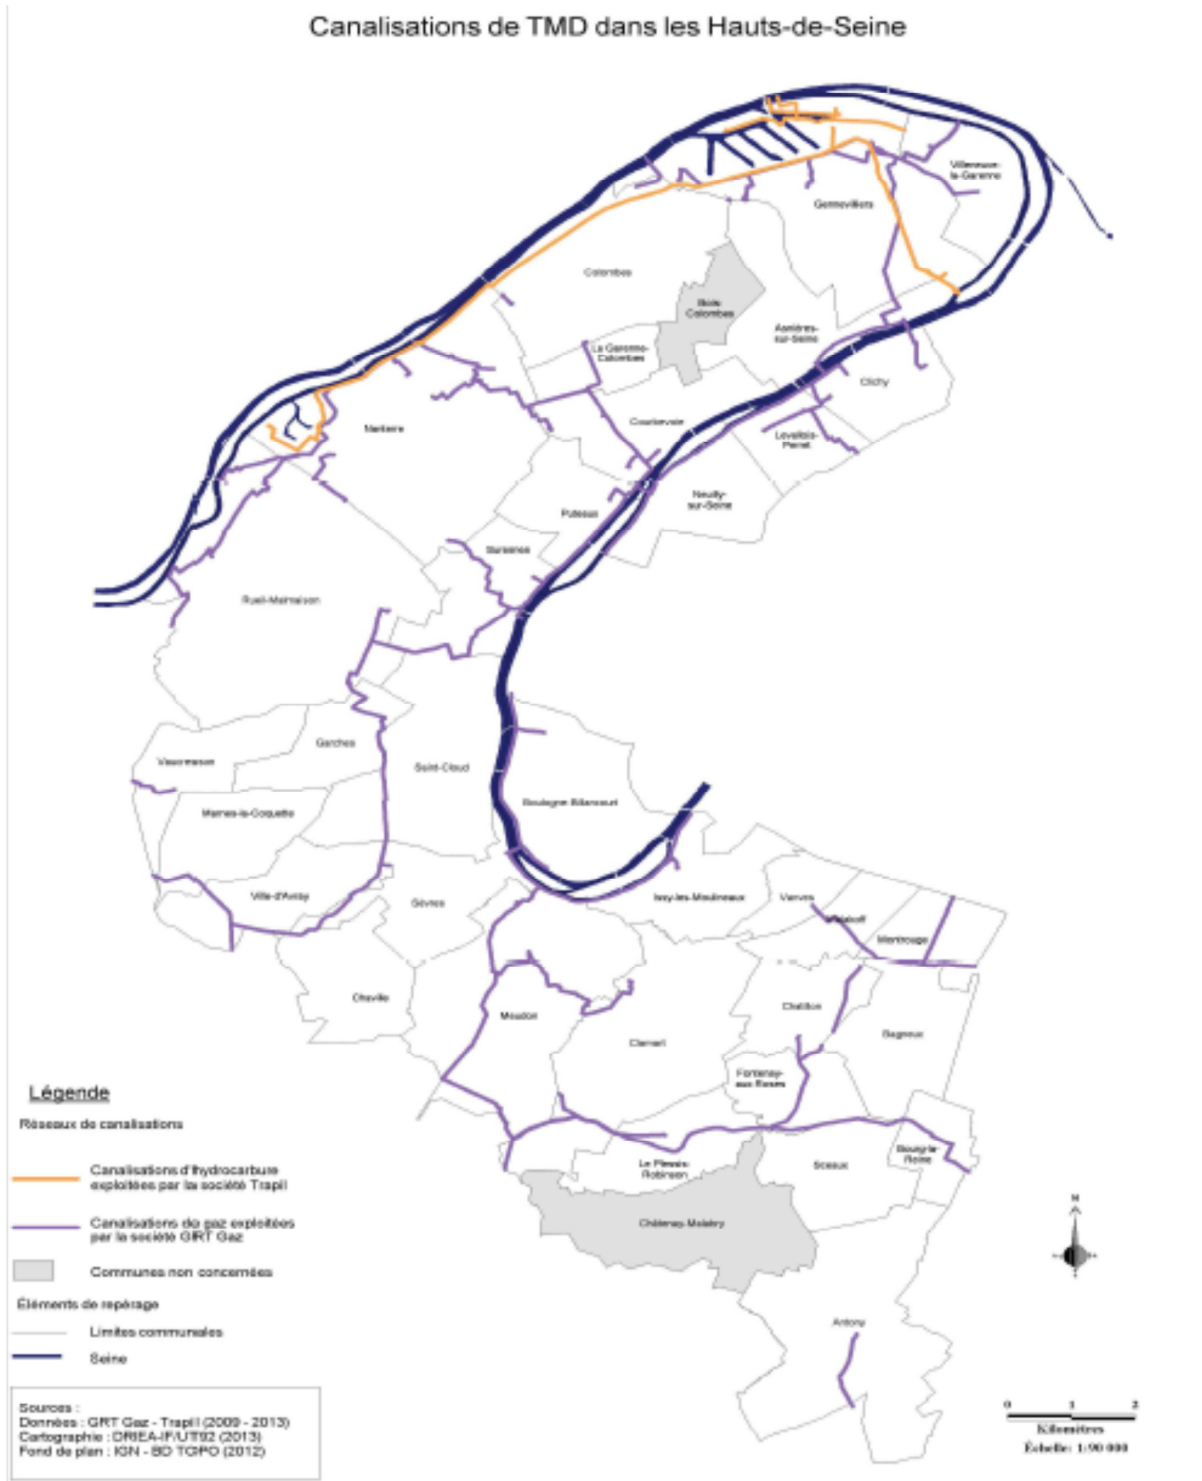 Canalisations de TMD dans les Hauts-de-Seine
Villeneuve-
la-Garenne
Gennevilliers
Colombes
Bois-
Colombes
Asnières-
sur-Seine
La Garenne-
Colombes
Clichy
Courbevoie
Nanterre
Levallois-
Perret
Neuilly-
sur-Seine
Puteaux
Suresnes
Rueil-Malmaison
Garches
Vaucresson
Saint-Cloud
Marnes-la-Coquette
Boulogne-Billancourt
Ville-d'Avray
Sèvres
Issy-les-Moulineaux
Vanves
Malakoff
Montrouge
Chaville
Meudon
Châtillon
Clamart
Bagneux
Fontenay-
aux-Roses
Le Plessis-
Robinson
Sceaux
Bourg-la-
Reine
Châtenay-Malabry
Antony
Légende
Réseaux de canalisations
Canalisations d'hydrocarbure
exploitées par la société Trapil
Canalisations de gaz exploitées
par la société GRT Gaz
Communes non concernées
Éléments de repérage
Limites communales
Seine
Sources :
Données : GRT Gaz - Trapil (2009 - 2013)
Cartographie : DRIEA-IF/UT92 (2013)
Fond de plan : IGN - BD TOPO (2012)
N
0 1 2
Kilomètres
Échelle: 1:90 000